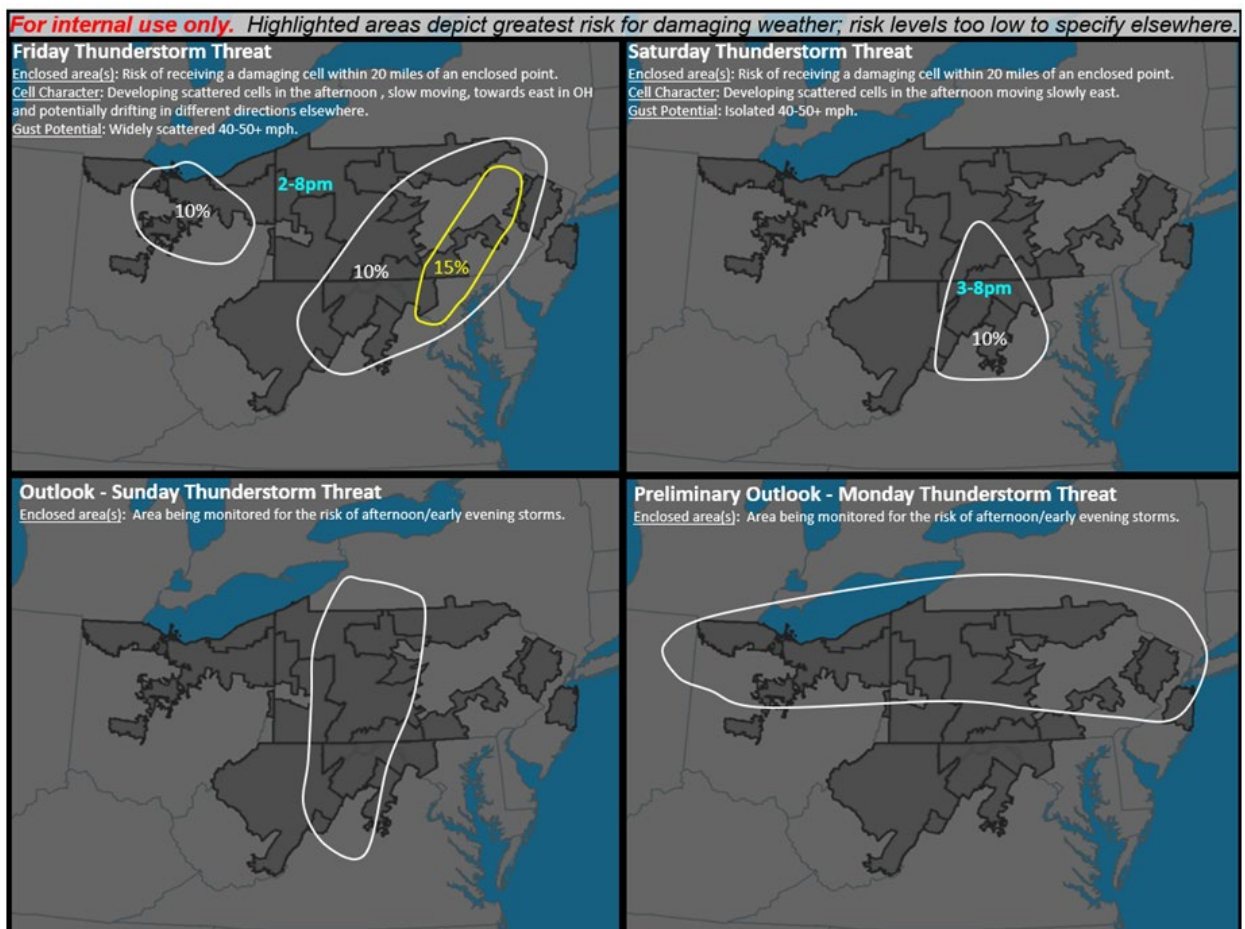 For internal use only. Highlighted areas depict greatest risk for damaging weather; risk levels too low to specify elsewhere.
Friday Thunderstorm Threat
Enclosed area(s): Risk of receiving a damaging cell within 20 miles of an enclosed point.
Cell Character: Developing scattered cells in the afternoon , slow moving, towards east in OH
and potentially drifting in different directions elsewhere.
Gust Potential: Widely scattered 40-50+ mph.
2-8pm
10%
10%
15%
Saturday Thunderstorm Threat
Enclosed area(s): Risk of receiving a damaging cell within 20 miles of an enclosed point.
Cell Character: Developing scattered cells in the afternoon moving slowly east.
Gust Potential: Isolated 40-50+ mph.
3-8pm
10%
Outlook - Sunday Thunderstorm Threat
Enclosed area(s): Area being monitored for the risk of afternoon/early evening storms.
Preliminary Outlook - Monday Thunderstorm Threat
Enclosed area(s): Area being monitored for the risk of afternoon/early evening storms.